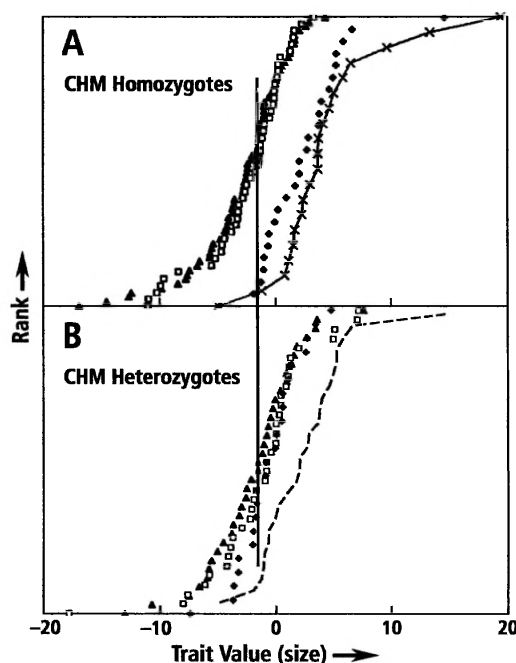 A
CHM Homozygotes
Rank
B
CHM Heterozygotes
−20
−10
0
10
20
Trait Value (size)